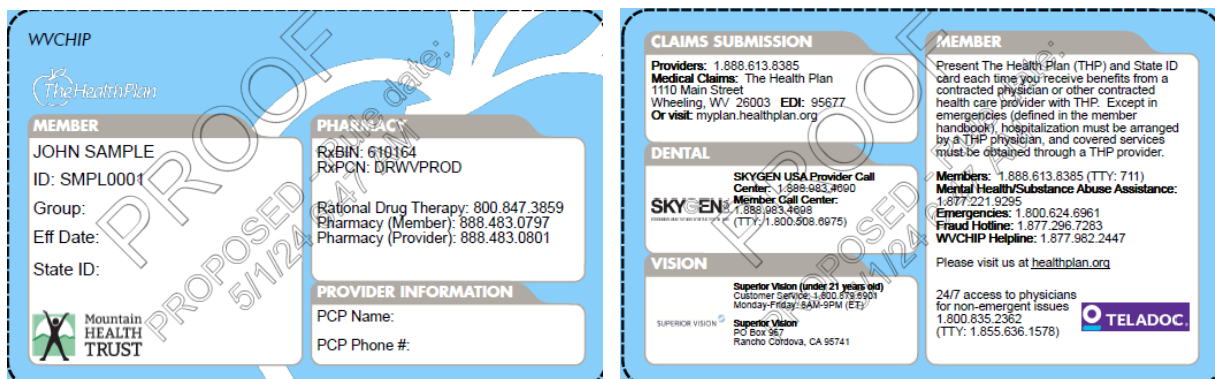 WVCHIP
The Health Plan
MEMBER
JOHN SAMPLE
ID: SMPL0001
Group:
Eff Date:
State ID:
Mountain
HEALTH
TRUST
PHARMACY
RxBIN: 610164
RxPCN: DRWVPROD
Rational Drug Therapy: 800.847.3859
Pharmacy (Member): 888.483.0797
Pharmacy (Provider): 888.483.0801
PROVIDER INFORMATION
PCP Name:
PCP Phone #:
PROOF
PROPOSED
5/1/24
CLAIMS SUBMISSION
Providers: 1.888.613.8385
Medical Claims: The Health Plan
1110 Main Street
Wheeling, WV 26003 EDI: 95677
Or visit: myplan.healthplan.org
DENTAL
SKYGEN
SKYGEN USA Provider Call
Center: 1.888.983.4690
Member Call Center:
1.888.983.4698
(TTY: 1.800.508.6975)
VISION
SUPERIOR VISION
Superior Vision (under 21 years old)
Customer Service: 1.800.879.6901
Monday-Friday: 8AM-9PM (ET)
Superior Vision
PO Box 967
Rancho Cordova, CA 95741
MEMBER
Present The Health Plan (THP) and State ID
card each time you receive benefits from a
contracted physician or other contracted
health care provider with THP. Except in
emergencies (defined in the member
handbook), hospitalization must be arranged
by a THP physician, and covered services
must be obtained through a THP provider.
Members: 1.888.613.8385 (TTY: 711)
Mental Health/Substance Abuse Assistance:
1.877.221.9295
Emergencies: 1.800.624.6961
Fraud Hotline: 1.877.296.7283
WVCHIP Helpline: 1.877.982.2447
Please visit us at healthplan.org
24/7 access to physicians
for non-emergent issues
1.800.835.2362
(TTY: 1.855.636.1578)
TELADOC
PROOF
PROPOSED